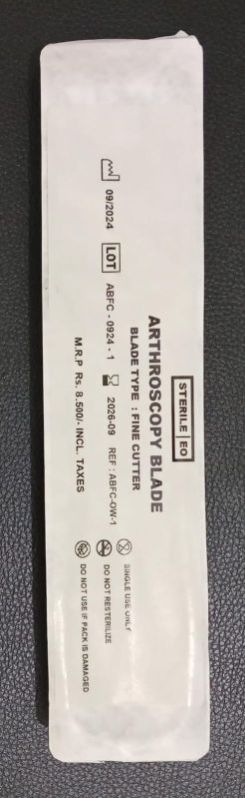 STERILE EO
ARTHROSCOPY BLADE
BLADE TYPE : FINE CUTTER
SINGLE USE ONLY
09/2024 LOT ABFC - 0924 - 1 2026-09 REF : ABFC-OW-1
DO NOT RESTERILIZE
M.R.P Rs. 8,500/- INCL. TAXES
DO NOT USE IF PACK IS DAMAGED